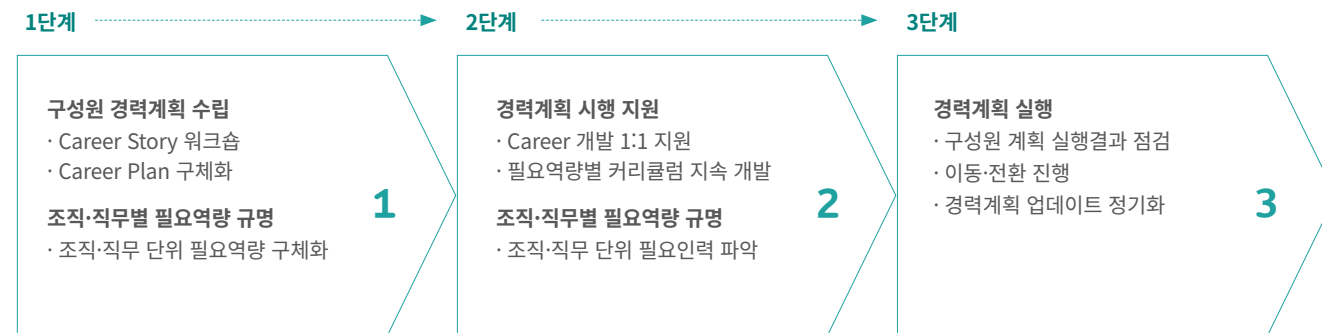 1단계
2단계
3단계
구성원 경력계획 수립
· Career Story 워크숍
· Career Plan 구체화
조직·직무별 필요역량 규명
· 조직·직무 단위 필요역량 구체화
1
경력계획 시행 지원
· Career 개발 1:1 지원
· 필요역량별 커리큘럼 지속 개발
조직·직무별 필요역량 규명
· 조직·직무 단위 필요인력 파악
2
경력계획 실행
· 구성원 계획 실행결과 점검
· 이동·전환 진행
· 경력계획 업데이트 정기화
3